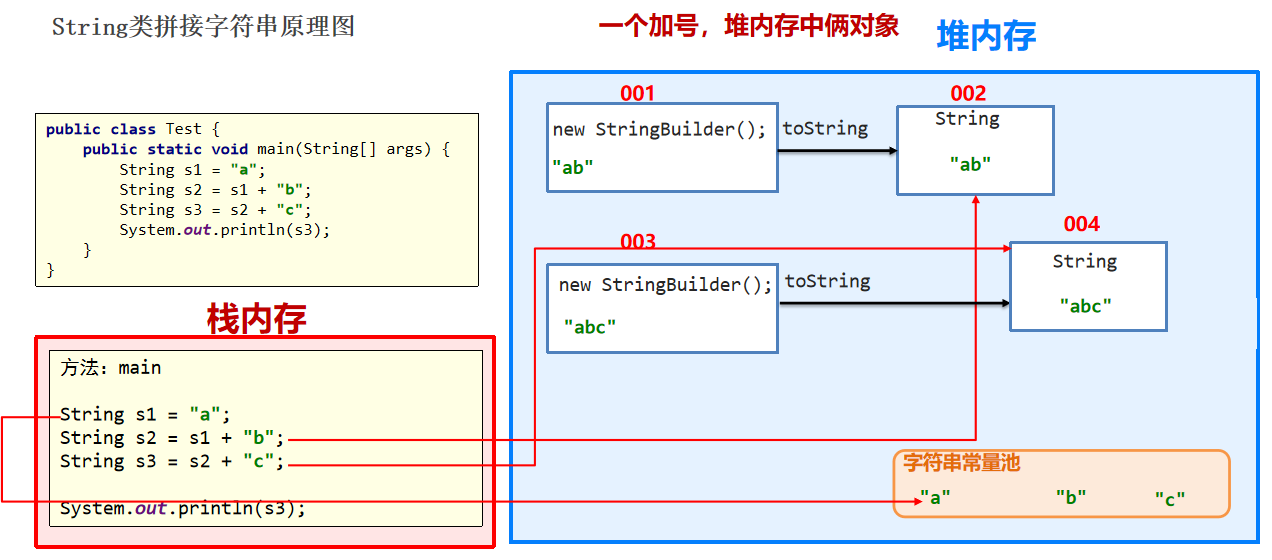 String类拼接字符串原理图
一个加号，堆内存中俩对象
堆内存
public class Test {
public static void main(String[] args) {
String s1 = "a";
String s2 = s1 + "b";
String s3 = s2 + "c";
System.out.println(s3);
}
}
001
new StringBuilder();
"ab"
toString
002
String
"ab"
003
new StringBuilder();
"abc"
toString
004
String
"abc"
栈内存
方法：main
String s1 = "a";
String s2 = s1 + "b";
String s3 = s2 + "c";
System.out.println(s3);
字符串常量池
"a" "b" "c"